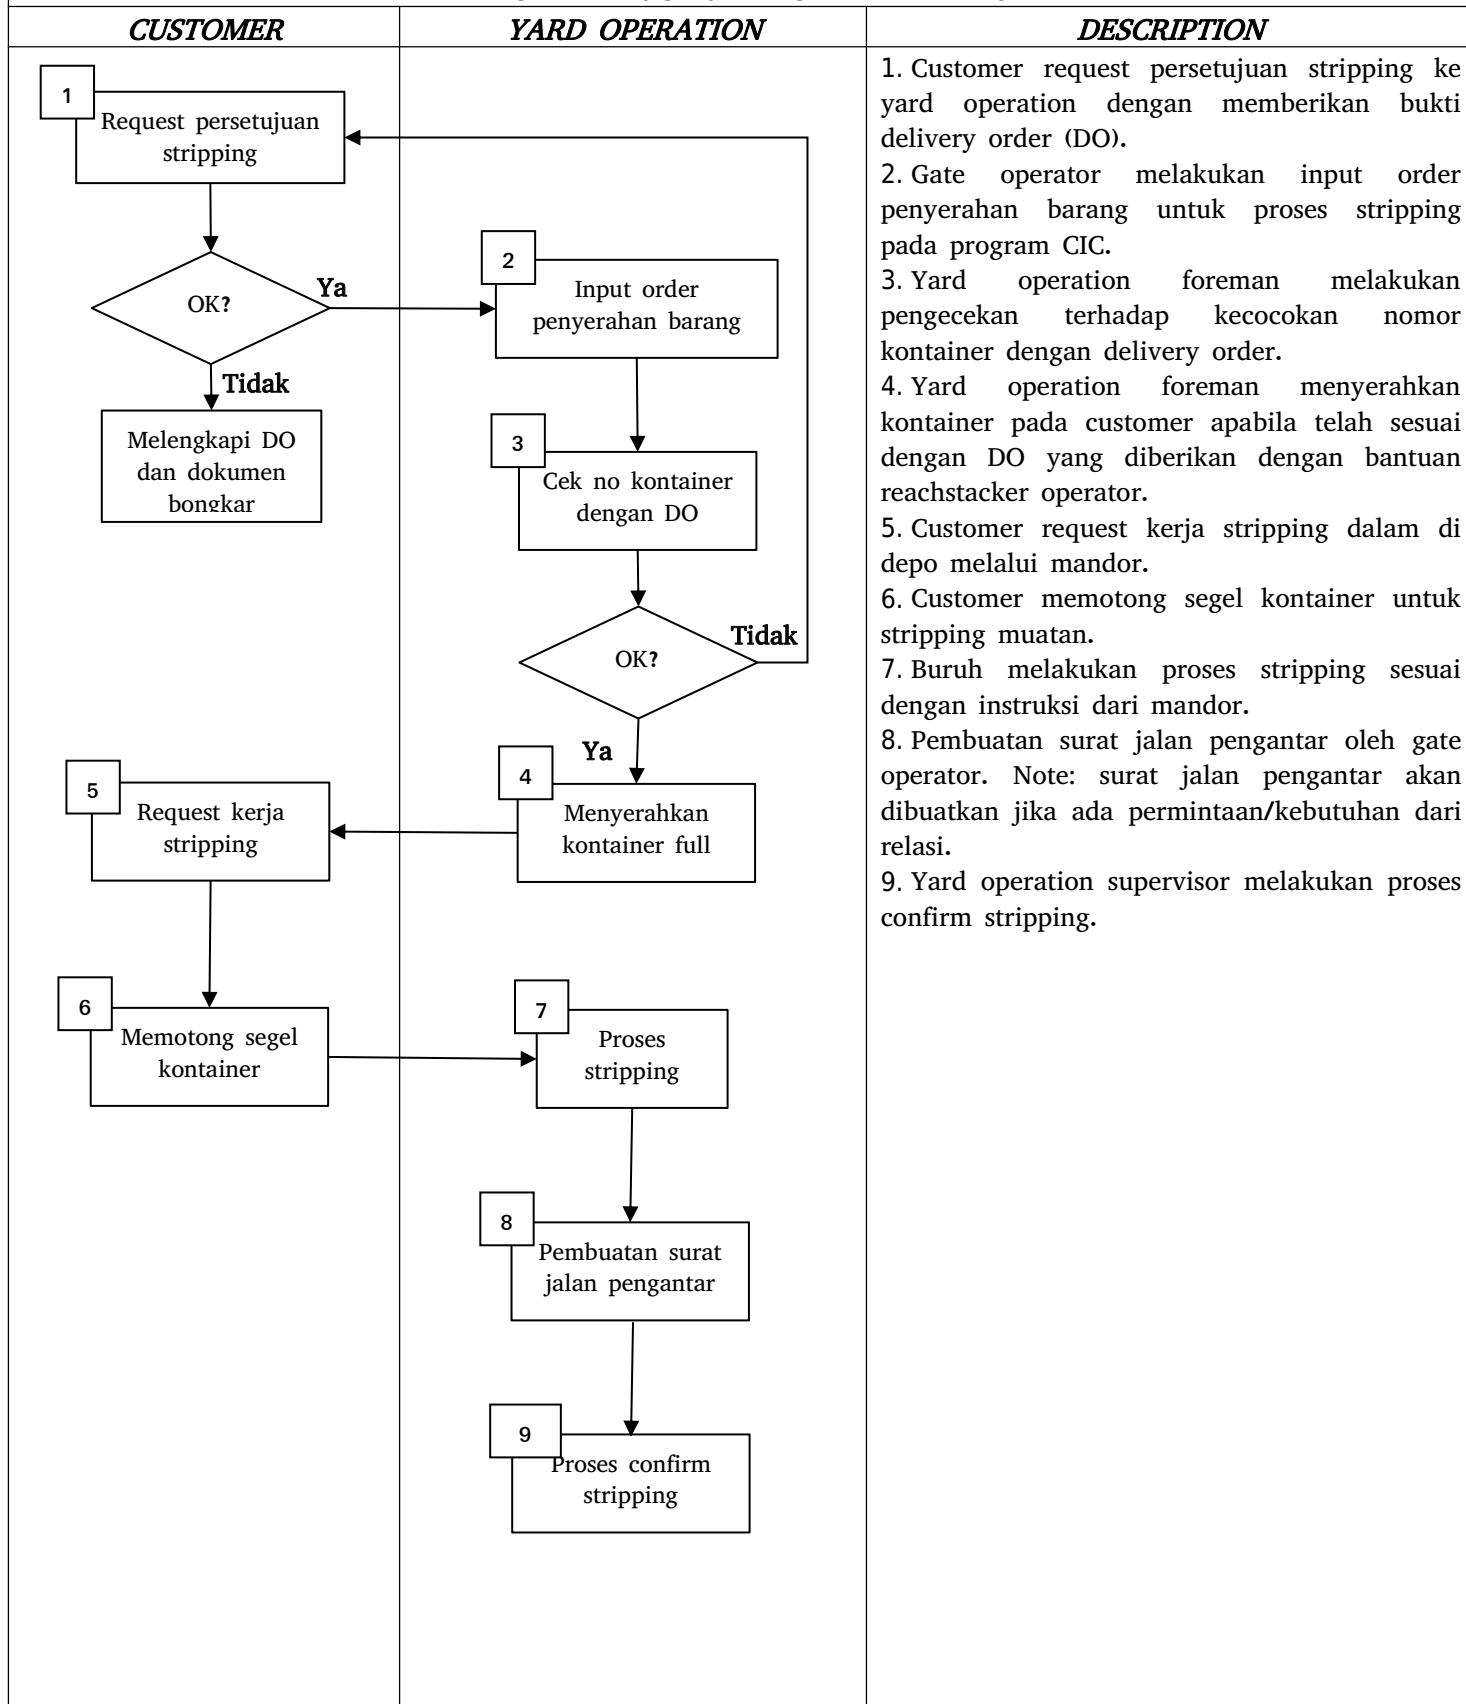 CUSTOMER
YARD OPERATION
DESCRIPTION
1
Request persetujuan
stripping
OK?
Ya
Tidak
Melengkapi DO
dan dokumen
bongkar
2
Input order
penyerahan barang
3
Cek no kontainer
dengan DO
OK?
Tidak
Ya
4
Menyerahkan
kontainer full
5
Request kerja
stripping
6
Memotong segel
kontainer
7
Proses
stripping
8
Pembuatan surat
jalan pengantar
9
Proses confirm
stripping
1. Customer request persetujuan stripping ke
yard operation dengan memberikan bukti
delivery order (DO).
2. Gate operator melakukan input order
penyerahan barang untuk proses stripping
pada program CIC.
3. Yard operation foreman melakukan
pengecekan terhadap kecocokan nomor
kontainer dengan delivery order.
4. Yard operation foreman menyerahkan
kontainer pada customer apabila telah sesuai
dengan DO yang diberikan dengan bantuan
reachstacker operator.
5. Customer request kerja stripping dalam di
depo melalui mandor.
6. Customer memotong segel kontainer untuk
stripping muatan.
7. Buruh melakukan proses stripping sesuai
dengan instruksi dari mandor.
8. Pembuatan surat jalan pengantar oleh gate
operator. Note: surat jalan pengantar akan
dibuatkan jika ada permintaan/kebutuhan dari
relasi.
9. Yard operation supervisor melakukan proses
confirm stripping.